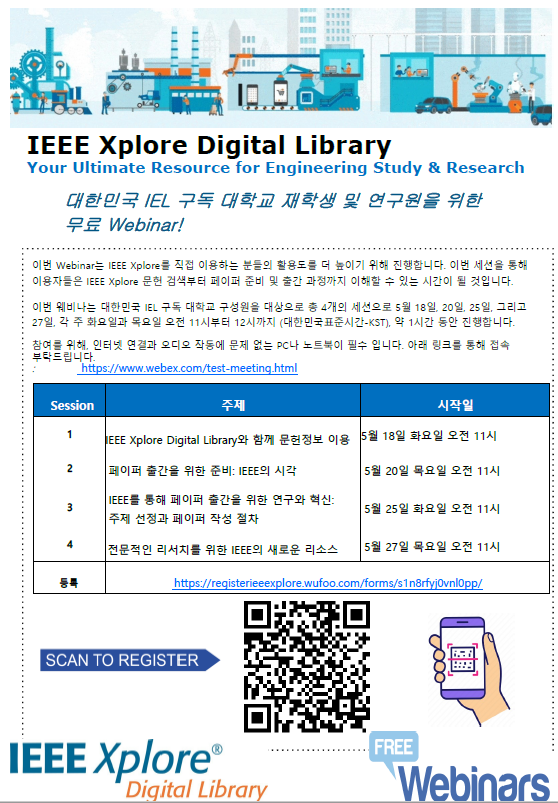 IEEE Xplore Digital Library
Your Ultimate Resource for Engineering Study & Research
대한민국 IEL 구독 대학교 재학생 및 연구원을 위한
무료 Webinar!
이번 Webinar는 IEEE Xplore를 직접 이용하는 분들의 활용도를 더 높이기 위해 진행합니다. 이번 세션을 통해
이용자들은 IEEE Xplore 문헌 검색부터 페이퍼 준비 및 출간 과정까지 이해할 수 있는 시간이 될 것입니다.
이번 웨비나는 대한민국 IEL 구독 대학교 구성원을 대상으로 총 4개의 세션으로 5월 18일, 20일, 25일, 그리고
27일, 각 주 화요일과 목요일 오전 11시부터 12시까지 (대한민국표준시간-KST), 약 1시간 동안 진행합니다.
참여를 위해, 인터넷 연결과 오디오 작동에 문제 없는 PC나 노트북이 필수 입니다. 아래 링크를 통해 접속
부탁드립니다.
https://www.webex.com/test-meeting.html
Session 주제 시작일
1 IEEE Xplore Digital Library와 함께 문헌정보 이용 5월 18일 화요일 오전 11시
2 페이퍼 출간을 위한 준비: IEEE의 시각 5월 20일 목요일 오전 11시
3 IEEE를 통해 페이퍼 출간을 위한 연구와 혁신: 5월 25일 화요일 오전 11시
주제 선정과 페이퍼 작성 절차
4 전문적인 리서치를 위한 IEEE의 새로운 리소스 5월 27일 목요일 오전 11시
등록 https://registerieeexplore.wufoo.com/forms/s1n8rfyj0vnl0pp/
SCAN TO REGISTER
IEEE Xplore®
Digital Library
FREE
Webinars